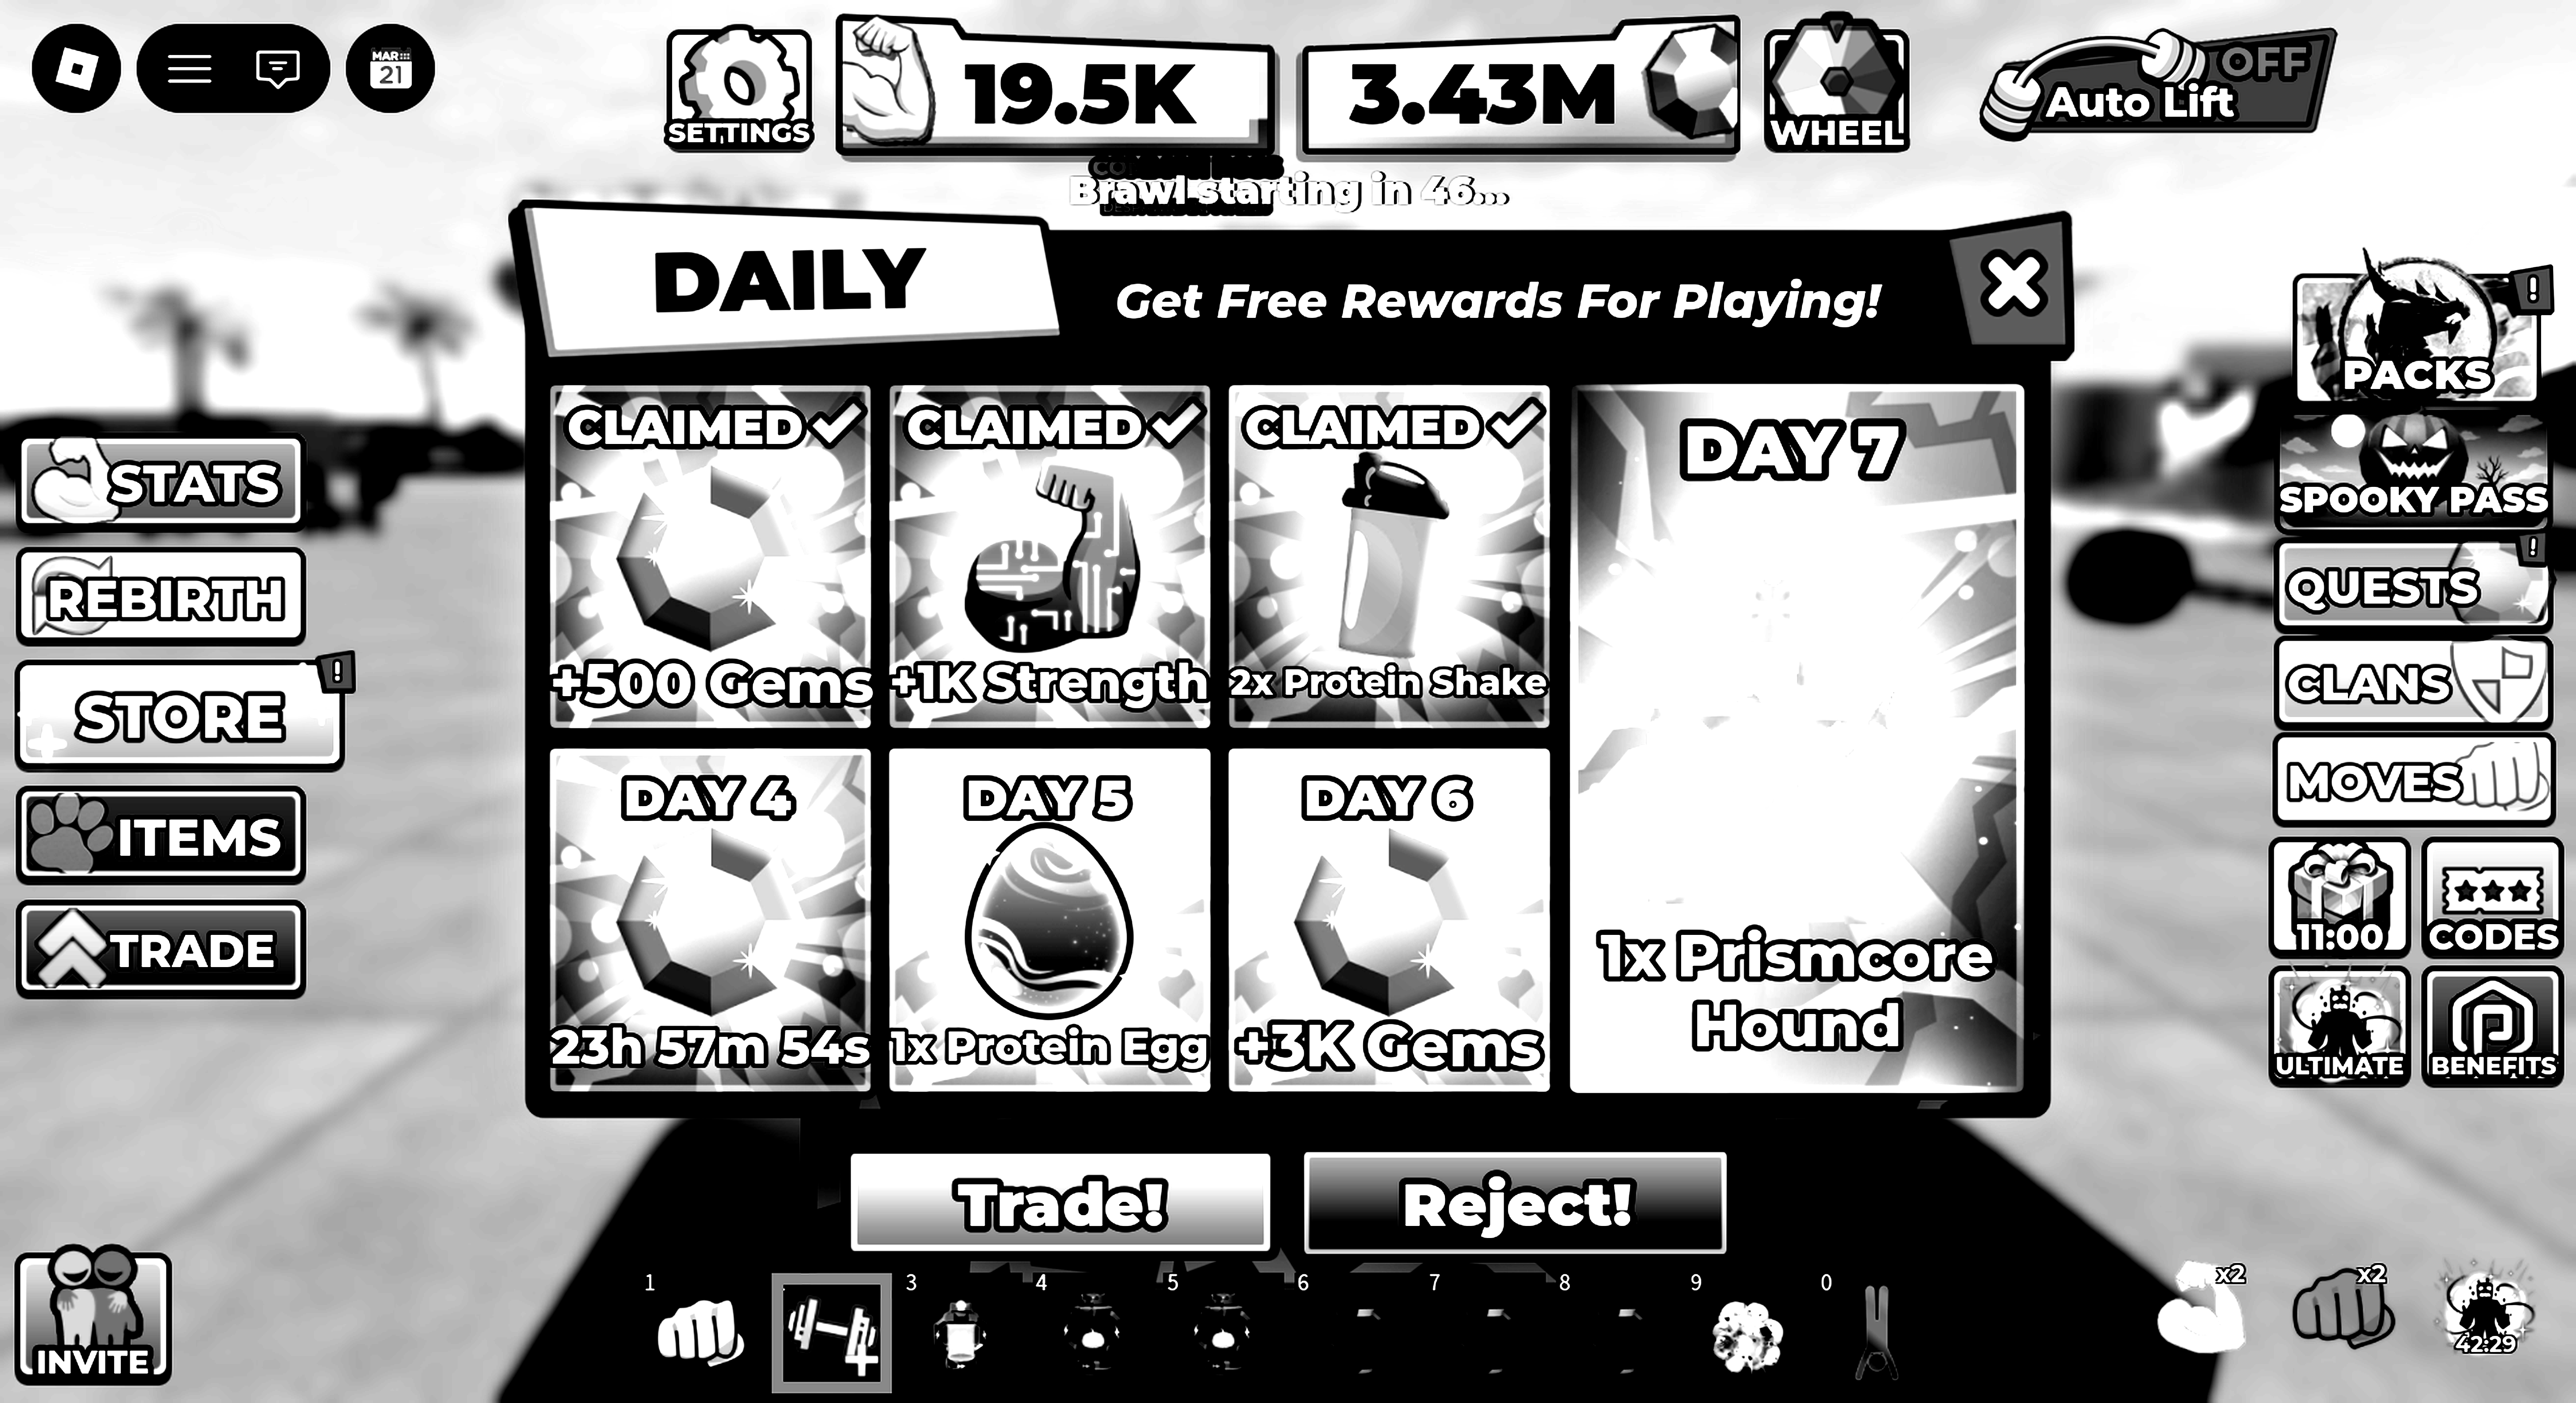 MAR
21
SETTINGS
19.5K
3.43M
WHEEL
OFF
Auto Lift
Brawl starting in 46...
DAILY
Get Free Rewards For Playing!
CLAIMED
+500 Gems
CLAIMED
+1K Strength
CLAIMED
2x Protein Shake
DAY 7
1x Prismcore
Hound
DAY 4
23h 57m 54s
DAY 5
1x Protein Egg
DAY 6
+3K Gems
STATS
REBIRTH
STORE
!
ITEMS
TRADE
INVITE
PACKS
!
SPOOKY PASS
QUESTS
!
CLANS
MOVES
11:00
CODES
ULTIMATE
BENEFITS
Trade!
Reject!
1
3
4
5
6
7
8
9
0
x2
x2
42:29